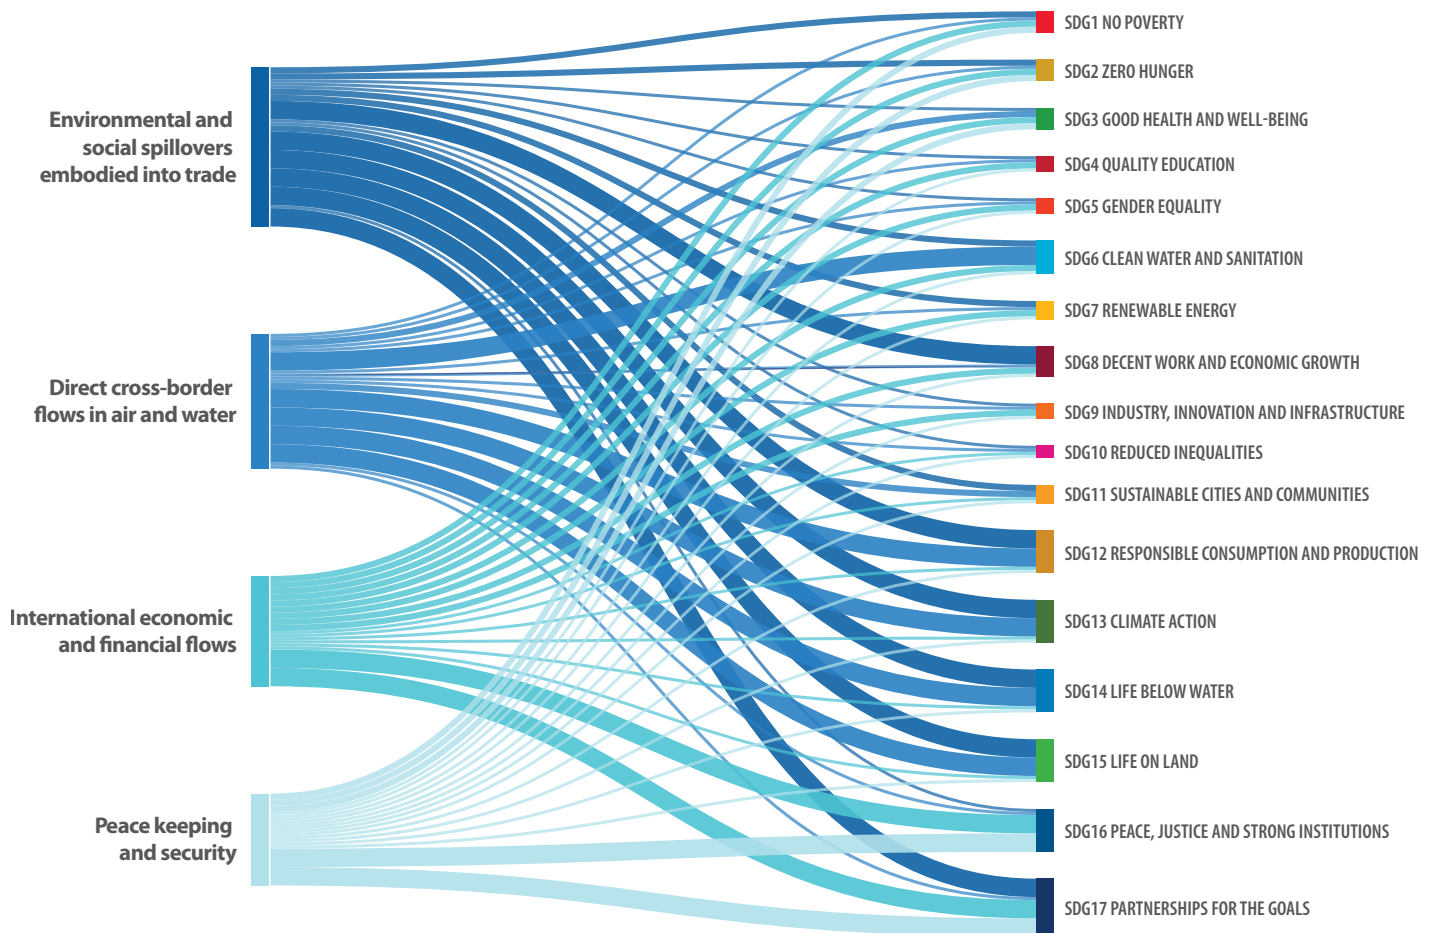 Environmental and
social spillovers
embodied into trade
Direct cross-border
flows in air and water
International economic
and financial flows
Peace keeping
and security
SDG1 NO POVERTY
SDG2 ZERO HUNGER
SDG3 GOOD HEALTH AND WELL-BEING
SDG4 QUALITY EDUCATION
SDG5 GENDER EQUALITY
SDG6 CLEAN WATER AND SANITATION
SDG7 RENEWABLE ENERGY
SDG8 DECENT WORK AND ECONOMIC GROWTH
SDG9 INDUSTRY, INNOVATION AND INFRASTRUCTURE
SDG10 REDUCED INEQUALITIES
SDG11 SUSTAINABLE CITIES AND COMMUNITIES
SDG12 RESPONSIBLE CONSUMPTION AND PRODUCTION
SDG13 CLIMATE ACTION
SDG14 LIFE BELOW WATER
SDG15 LIFE ON LAND
SDG16 PEACE, JUSTICE AND STRONG INSTITUTIONS
SDG17 PARTNERSHIPS FOR THE GOALS